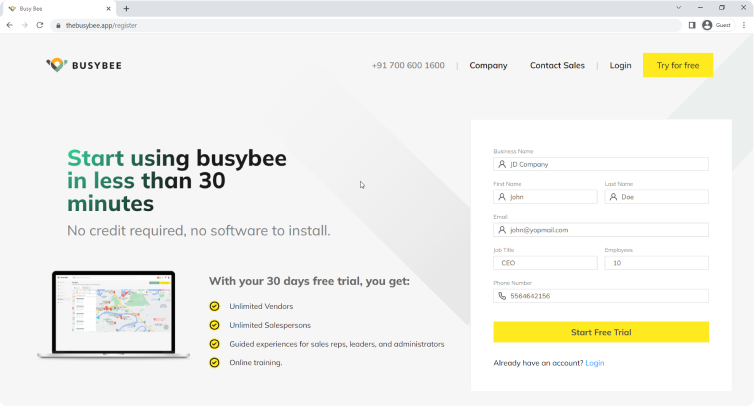 Busy Bee
thebusybee.app/register
Guest
BUSYBEE
+91 700 600 1600 | Company Contact Sales | Login Try for free
Start using busybee
in less than 30
minutes
No credit required, no software to install.
With your 30 days free trial, you get:
Unlimited Vendors
Unlimited Salespersons
Guided experiences for sales reps, leaders, and administrators
Online training.
Business Name
JD Company
First Name Last Name
John Doe
Email
john@yopmail.com
Job Title Employees
CEO 10
Phone Number
5564642156
Start Free Trial
Already have an account? Login